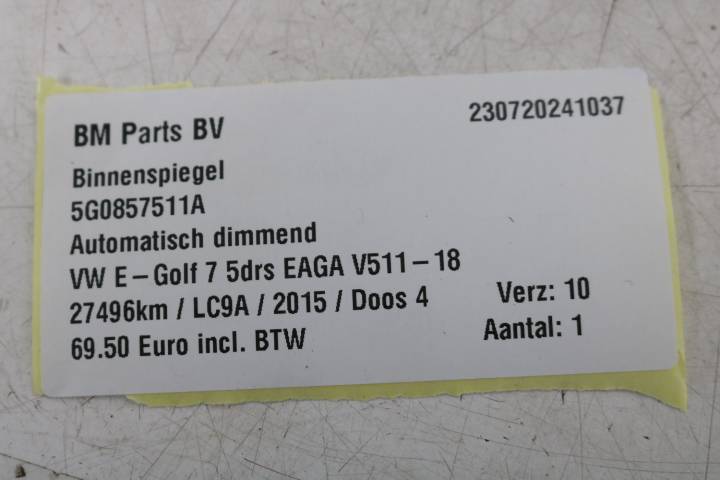 BM Parts BV 230720241037
Binnenspiegel
5G0857511A
Automatisch dimmend
VW E-Golf 7 5drs EAGA V511-18
27496km / LC9A / 2015 / Doos 4 Verz: 10
69.50 Euro incl. BTW Aantal: 1